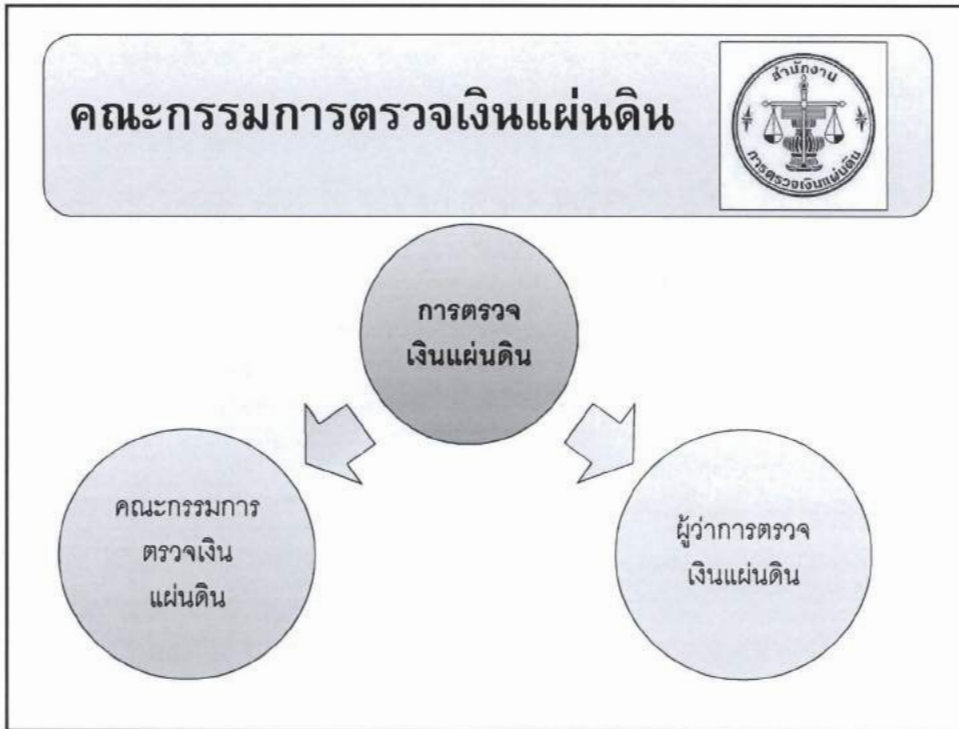 คณะกรรมการตรวจเงินแผ่นดิน
สำนักงาน
การตรวจเงินแผ่นดิน
การตรวจ
เงินแผ่นดิน
คณะกรรมการ
ตรวจเงิน
แผ่นดิน
ผู้ว่าการตรวจ
เงินแผ่นดิน